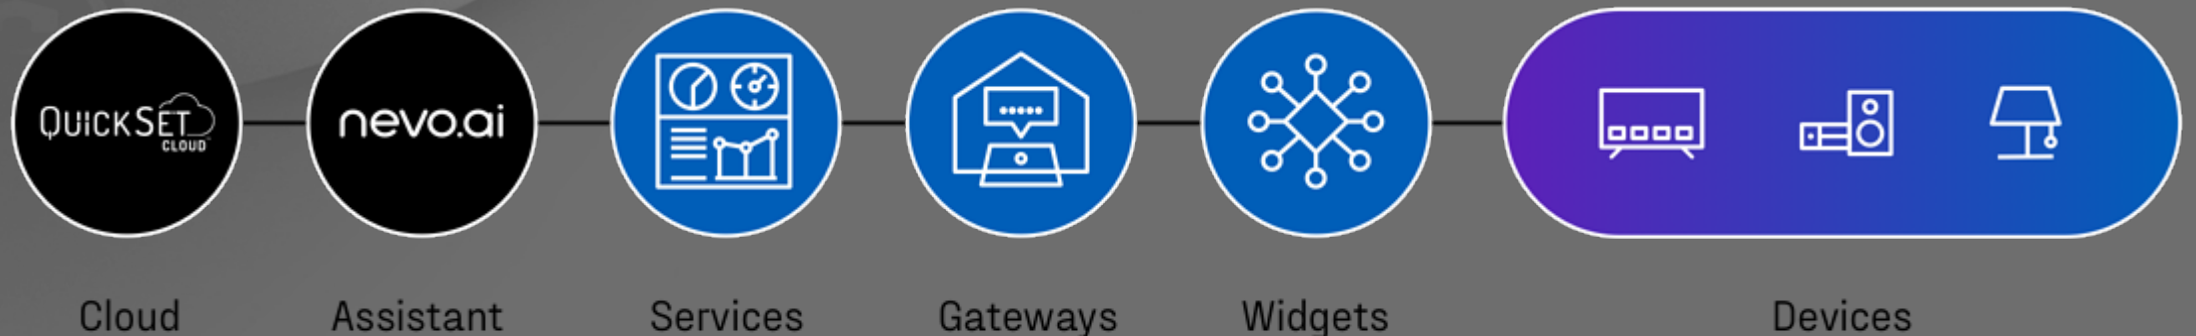 QUICKSET
CLOUD
nevo.ai
Cloud
Assistant
Services
Gateways
Widgets
Devices